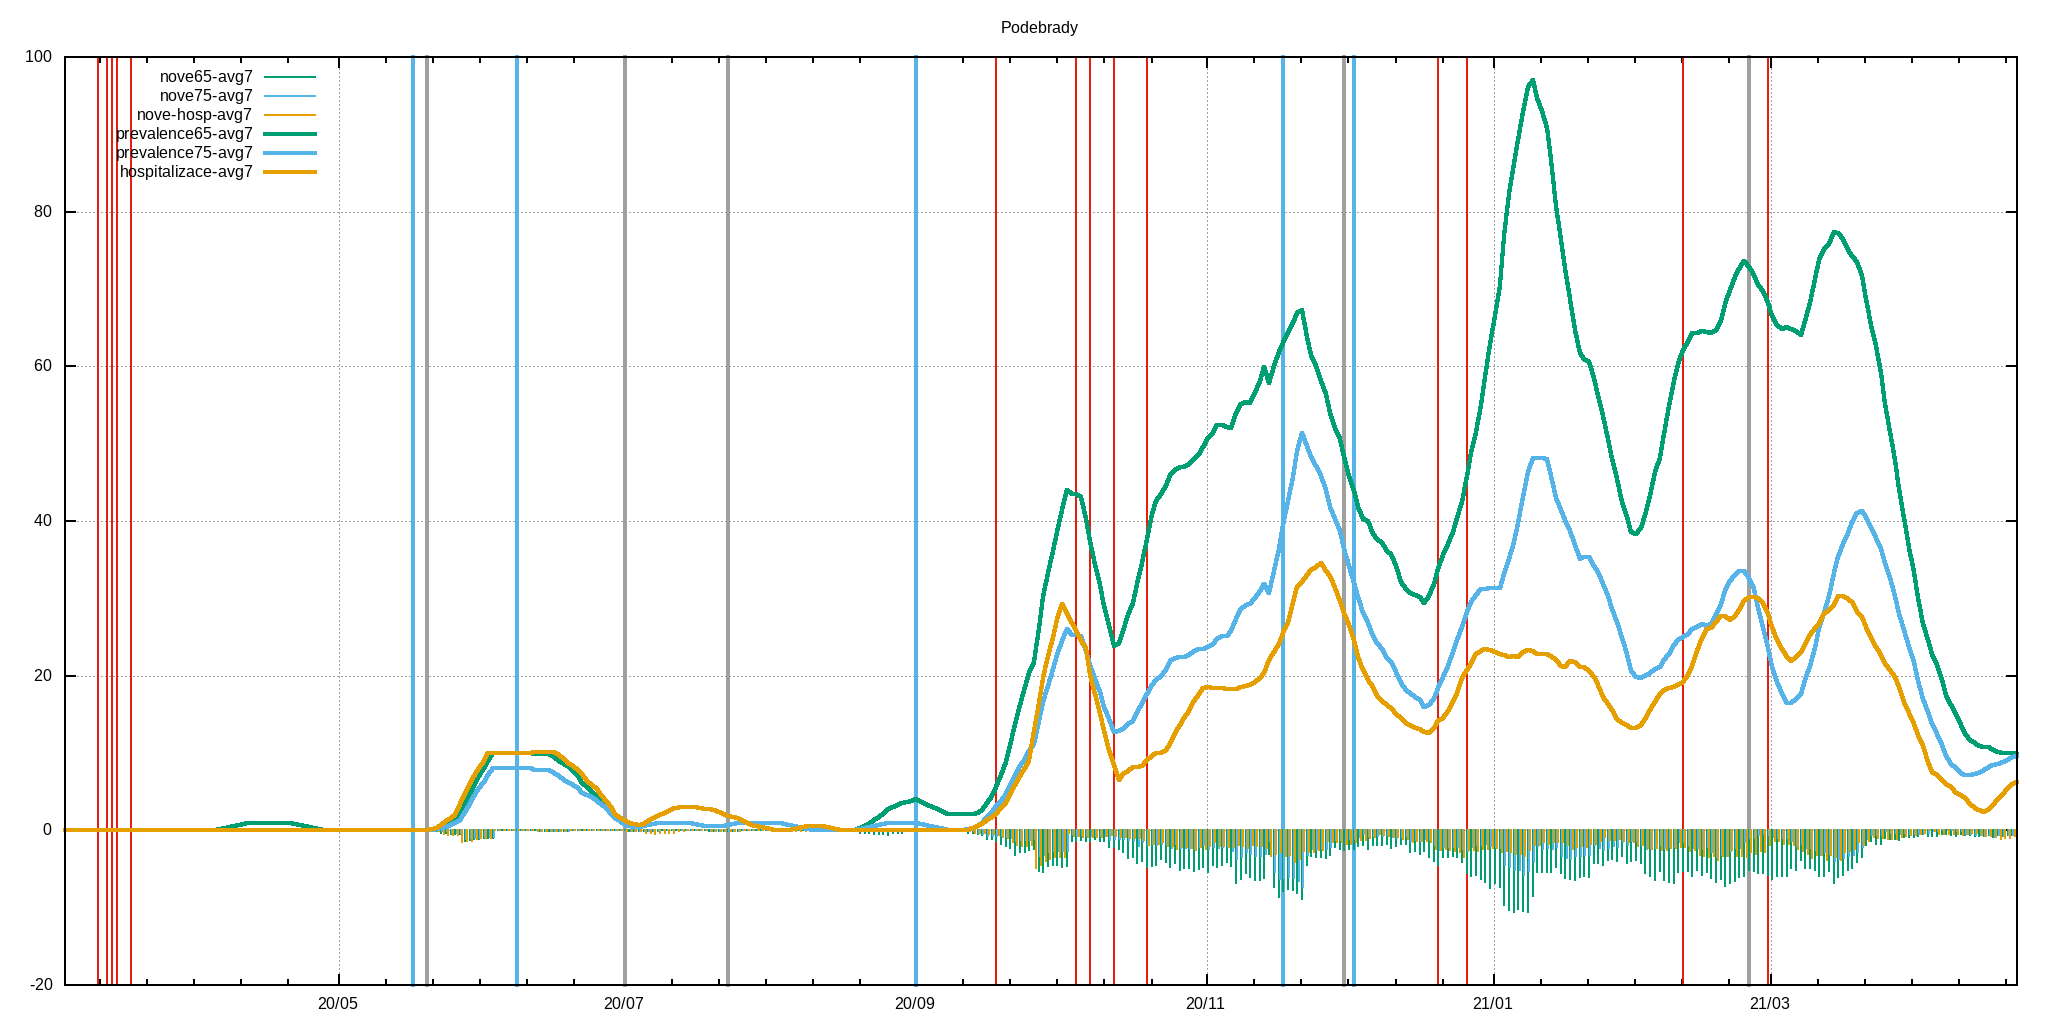 Podebrady
100
80
60
40
20
0
-20
nove65-avg7
nove75-avg7
nove-hosp-avg7
prevalence65-avg7
prevalence75-avg7
hospitalizace-avg7
20/05 20/07 20/09 20/11 21/01 21/03